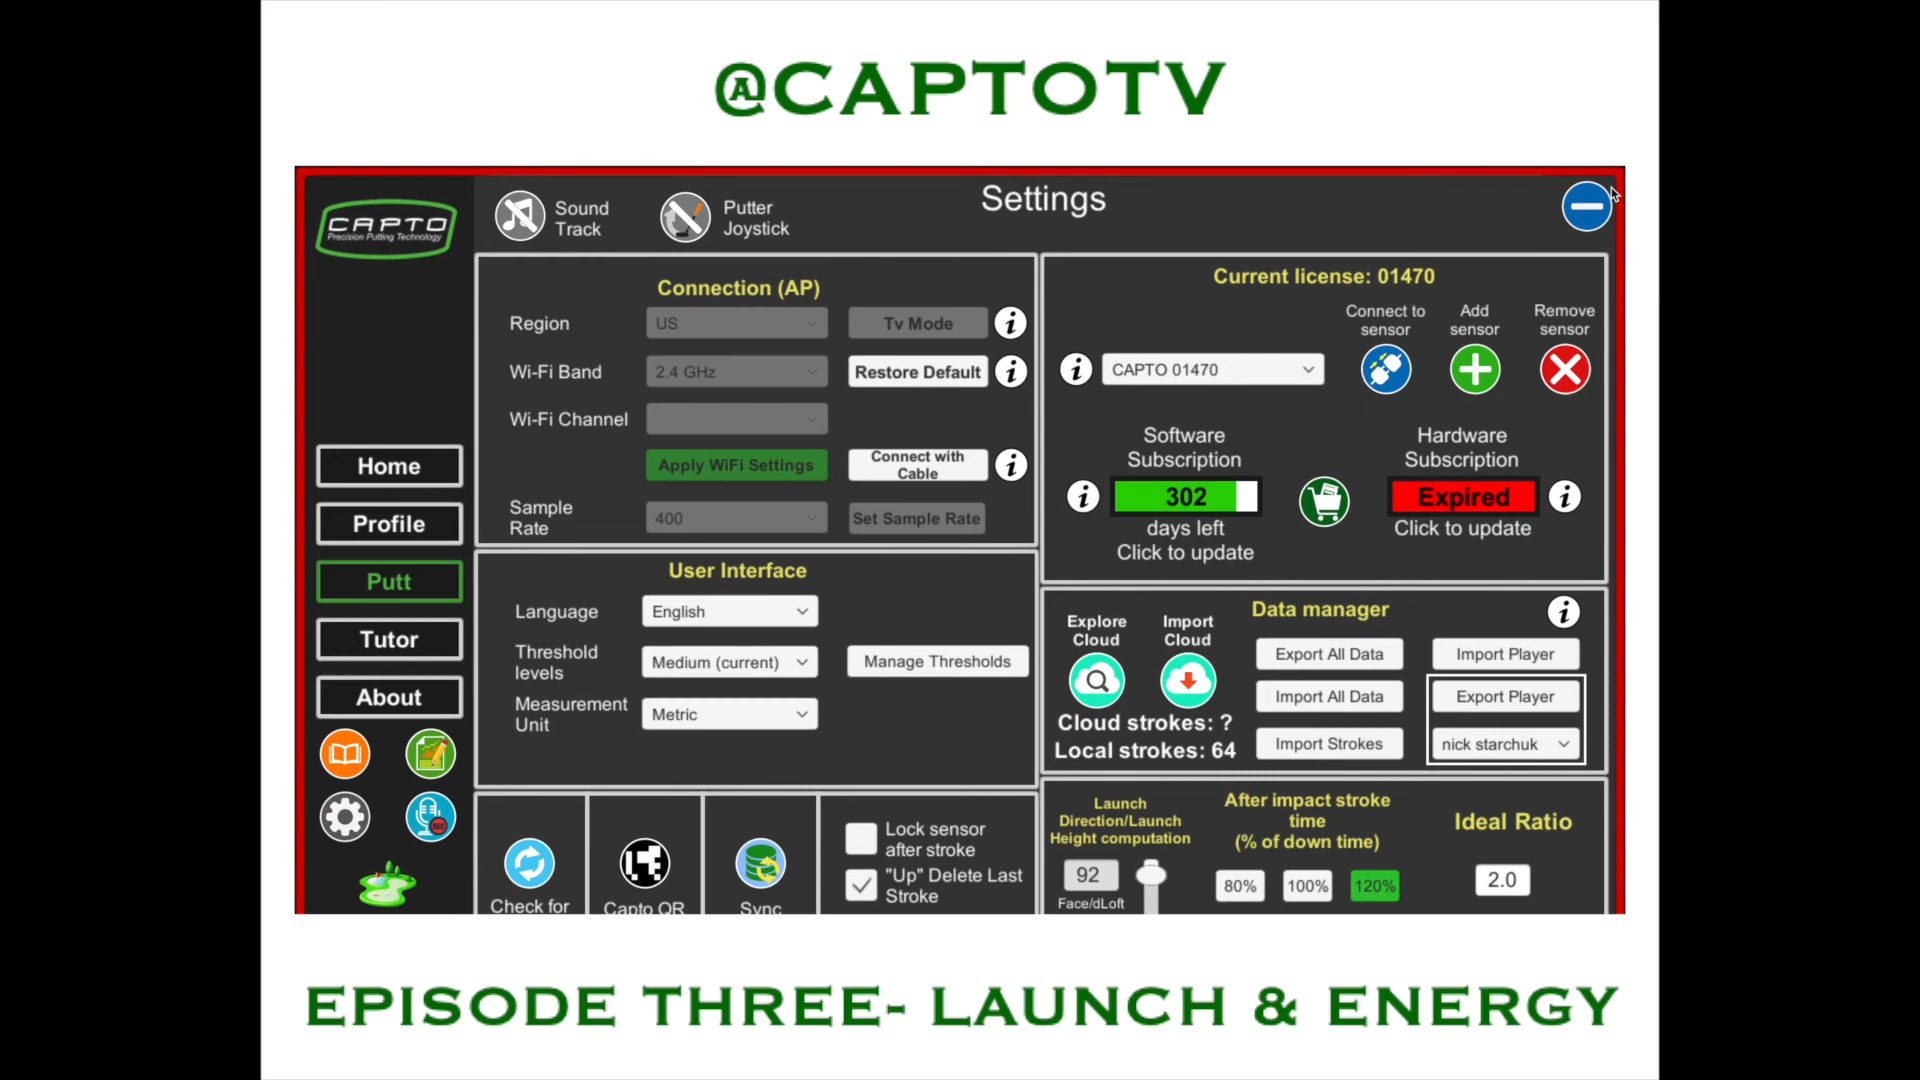 @CAPTOTV
CAPTO
Precision Putting Technology
Sound
Track
Putter
Joystick
Settings
Home
Profile
Putt
Tutor
About
REC
Connection (AP)
Region
US
Tv Mode
Wi-Fi Band
2.4 GHz
Restore Default
Wi-Fi Channel
Apply WiFi Settings
Connect with
Cable
Sample
Rate
400
Set Sample Rate
User Interface
Language
English
Threshold
levels
Medium (current)
Manage Thresholds
Measurement
Unit
Metric
Check for
Capto QR
Sync
Lock sensor
after stroke
"Up" Delete Last
Stroke
Current license: 01470
Connect to
sensor
Add
sensor
Remove
sensor
CAPTO 01470
Software
Subscription
302
days left
Click to update
Hardware
Subscription
Expired
Click to update
Data manager
Explore
Cloud
Import
Cloud
Cloud strokes: ?
Local strokes: 64
Export All Data
Import All Data
Import Strokes
Import Player
Export Player
nick starchuk
Launch
Direction/Launch
Height computation
92
Face/dLoft
After impact stroke
time
(% of down time)
80%
100%
120%
Ideal Ratio
2.0
EPISODE THREE- LAUNCH & ENERGY